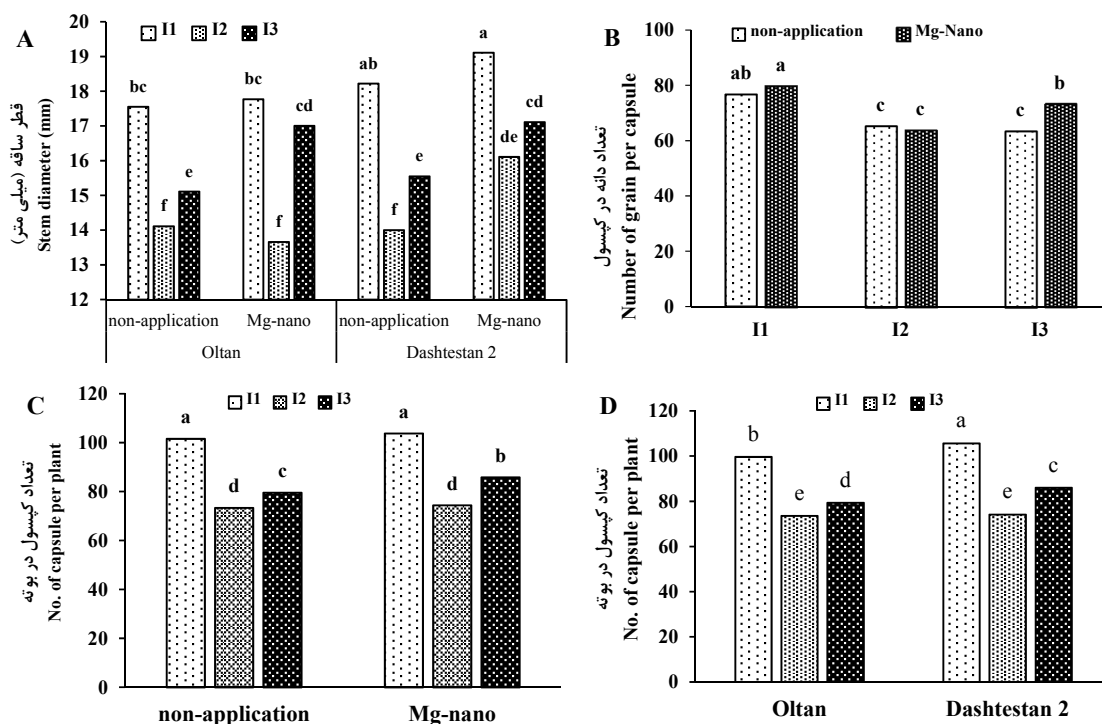 A
I1 I2 I3
قطر ساقه (میلی متر)
Stem diameter (mm)
20
19
18
17
16
15
14
13
12
bc
f
e
bc
f
cd
ab
f
e
a
de
cd
non-application Mg-nano non-application Mg-nano
Oltan Dashtestan 2
B
non-application Mg-Nano
تعداد دانه در کپسول
Number of grain per capsule
100
80
60
40
20
0
ab
a
c
c
c
b
I1 I2 I3
C
I1 I2 I3
تعداد کپسول در بوته
No. of capsule per plant
120
100
80
60
40
20
0
a
d
c
a
d
b
non-application Mg-nano
D
I1 I2 I3
تعداد کپسول در بوته
No. of capsule per plant
120
100
80
60
40
20
0
b
e
d
a
e
c
Oltan Dashtestan 2